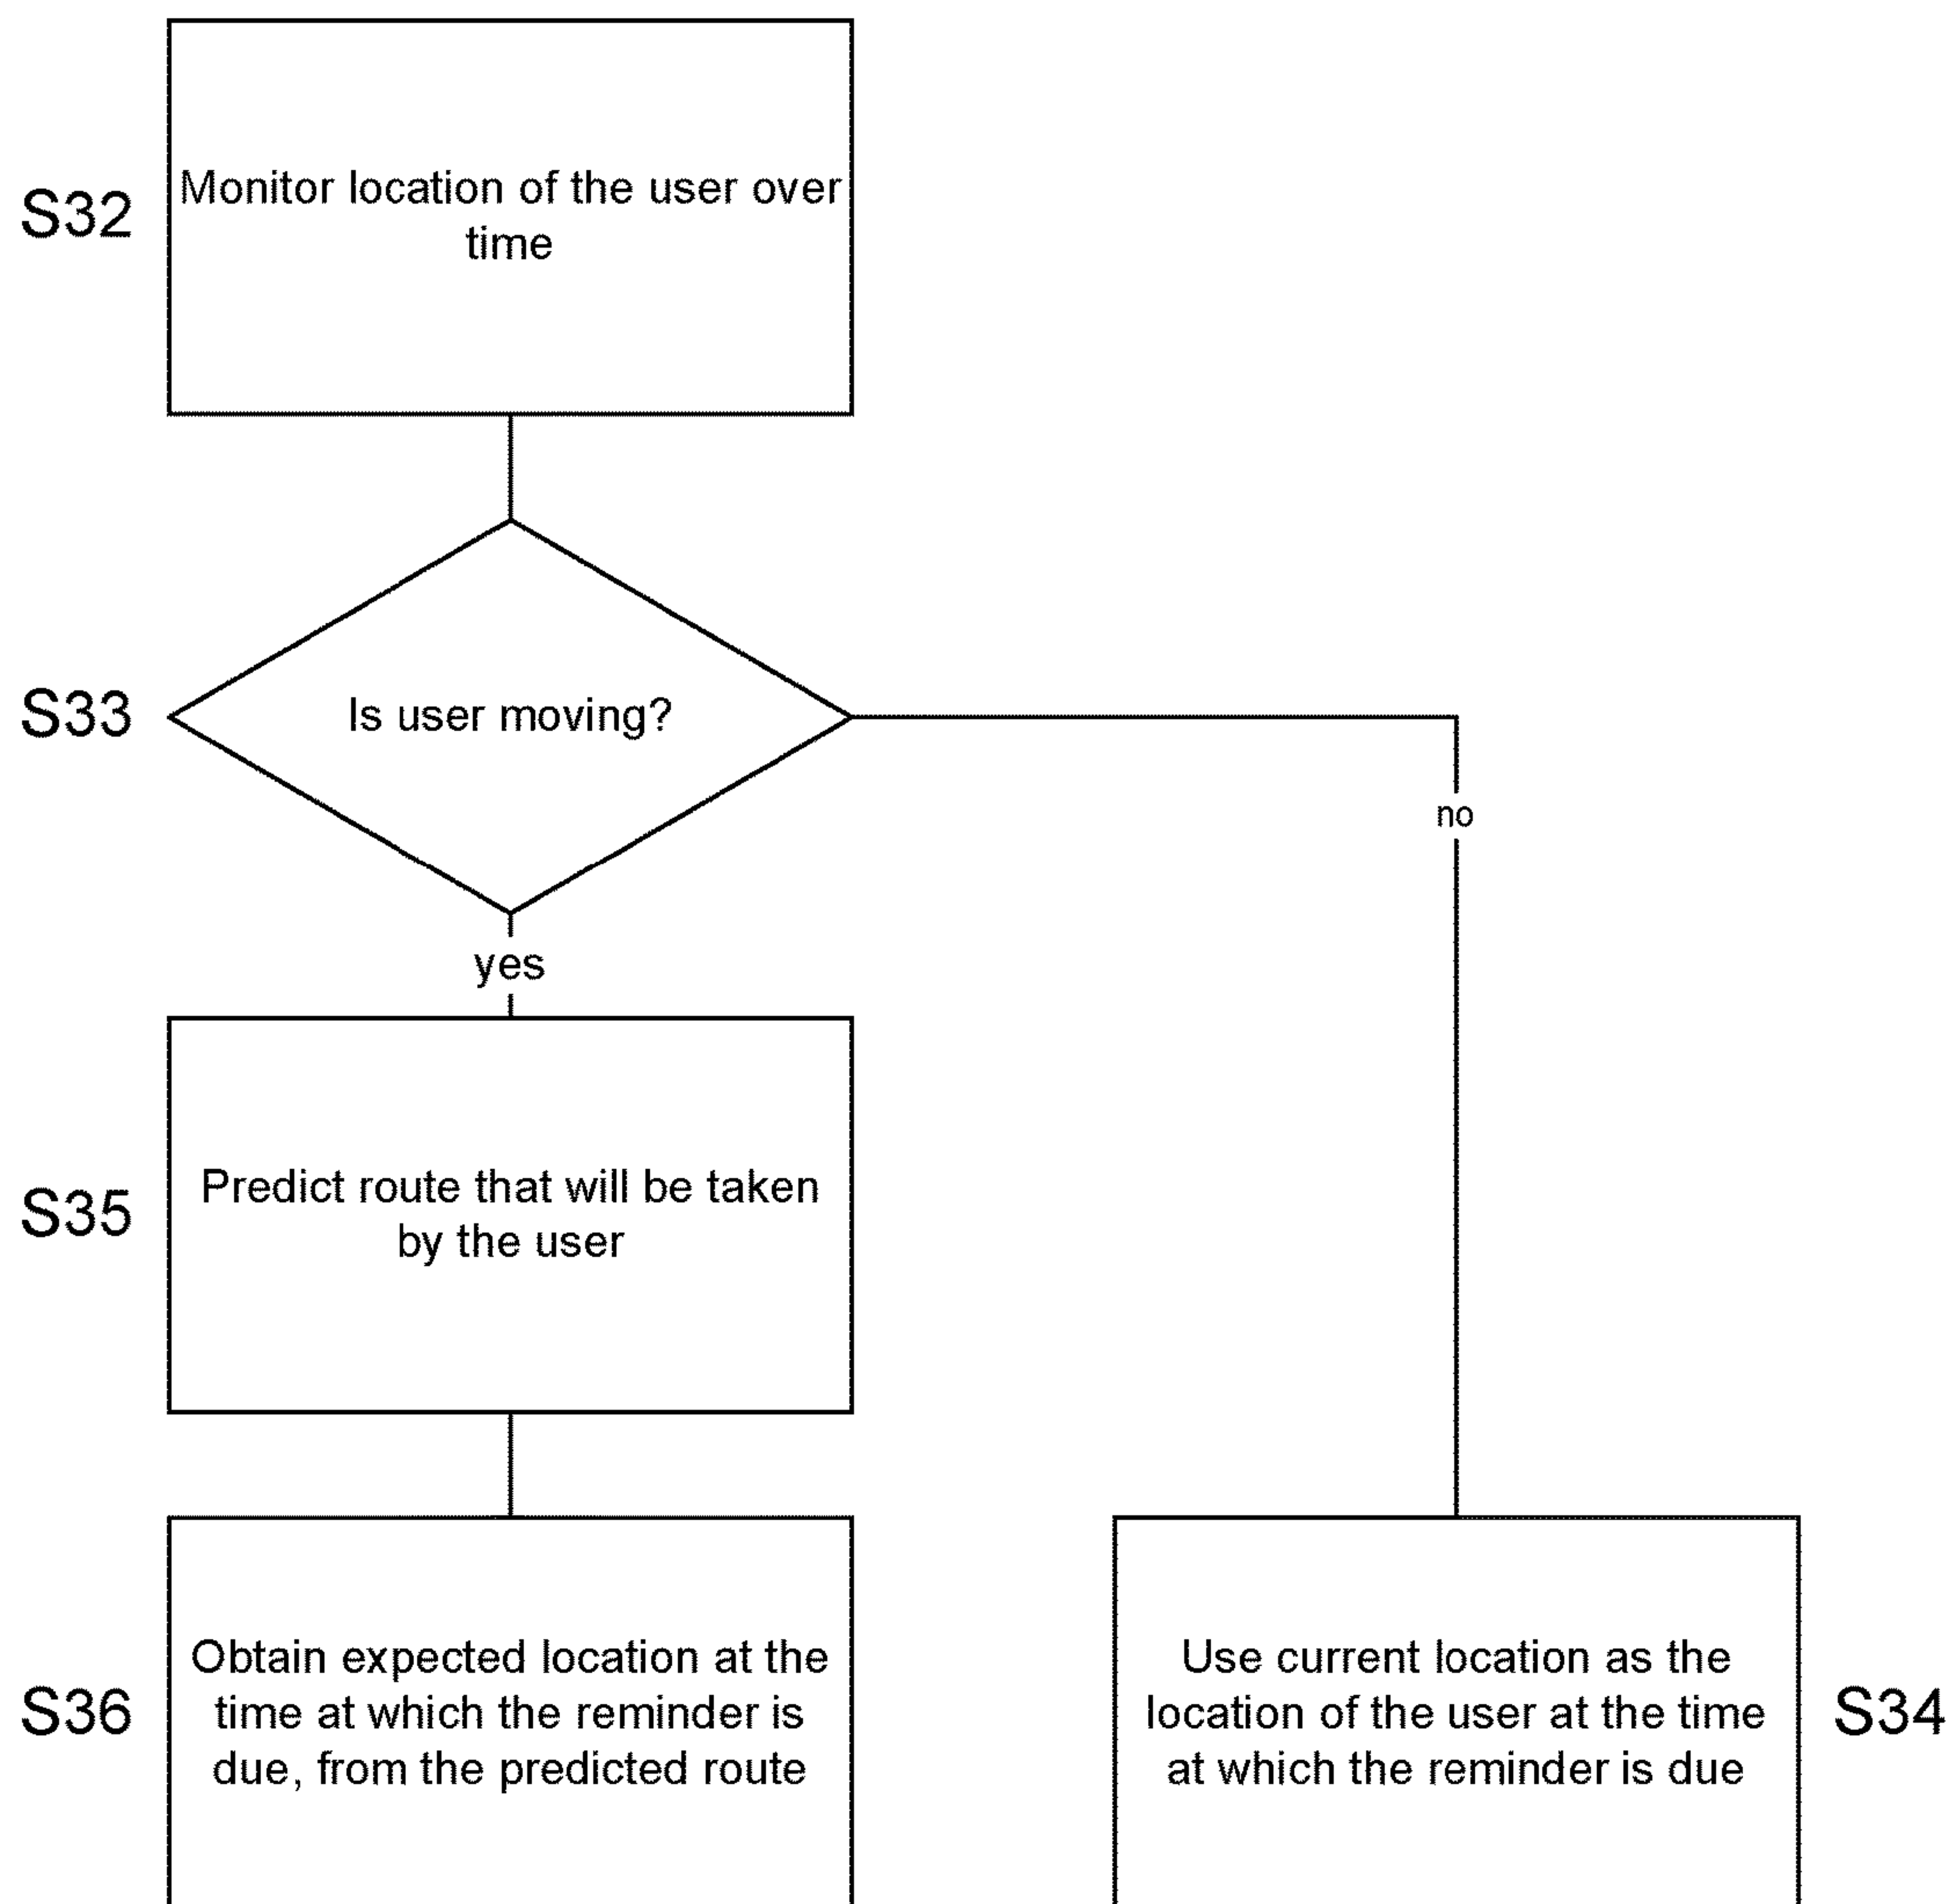 S32
Monitor location of the user over
time
S33
Is user moving?
no
yes
S35
Predict route that will be taken
by the user
S36
Obtain expected location at the
time at which the reminder is
due, from the predicted route
Use current location as the
location of the user at the time
at which the reminder is due
S34